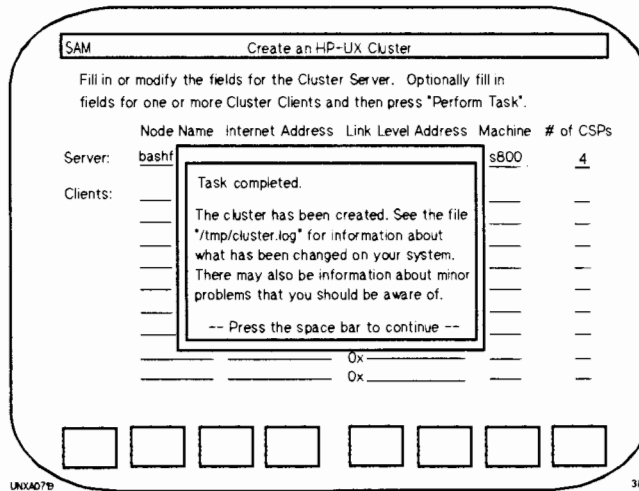 SAM Create an HP-UX Cluster
Fill in or modify the fields for the Cluster Server. Optionally fill in
fields for one or more Cluster Clients and then press "Perform Task".
Node Name Internet Address Link Level Address Machine # of CSPs
Server: bashf s800 4
Clients:
Task completed.
The cluster has been created. See the file
"/tmp/cluster.log" for information about
what has been changed on your system.
There may also be information about minor
problems that you should be aware of.
-- Press the space bar to continue --
0x
0x